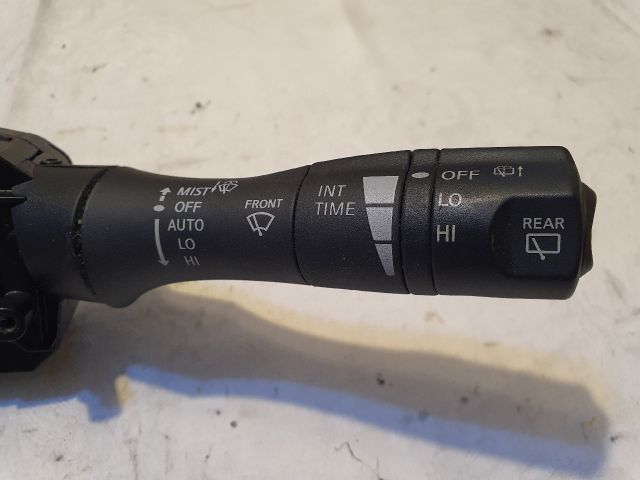 MIST
OFF
AUTO
LO
HI
FRONT
INT
TIME
OFF
LO
HI
REAR